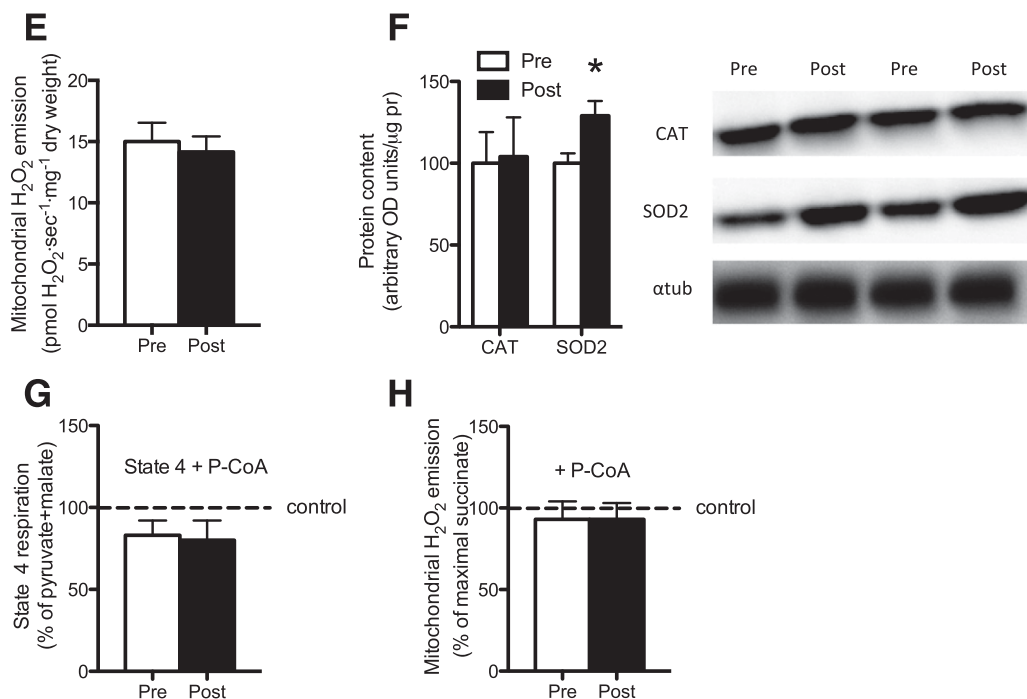 E
Mitochondrial H₂O₂ emission
(pmol H₂O₂·sec⁻¹·mg⁻¹ dry weight)
20
15
10
5
0
Pre Post
F
Pre
Post
*
Protein content
(arbitrary OD units/µg pr)
150
100
50
0
CAT SOD2
Pre Post Pre Post
CAT
SOD2
αtub
G
State 4 respiration
(% of pyruvate+malate)
150
100
50
0
State 4 + P-CoA
control
Pre Post
H
Mitochondrial H₂O₂ emission
(% of maximal succinate)
150
100
50
0
+ P-CoA
control
Pre Post